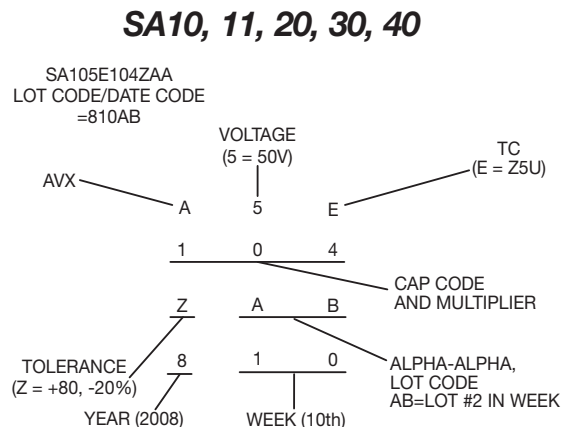 SA10, 11, 20, 30, 40
SA105E104ZAA
LOT CODE/DATE CODE
=810AB
VOLTAGE
(5 = 50V)
TC
(E = Z5U)
AVX
A 5 E
1 0 4
CAP CODE
AND MULTIPLIER
Z A B
TOLERANCE
(Z = +80, -20%)
8 1 0
ALPHA-ALPHA,
LOT CODE
AB=LOT #2 IN WEEK
YEAR (2008)
WEEK (10th)